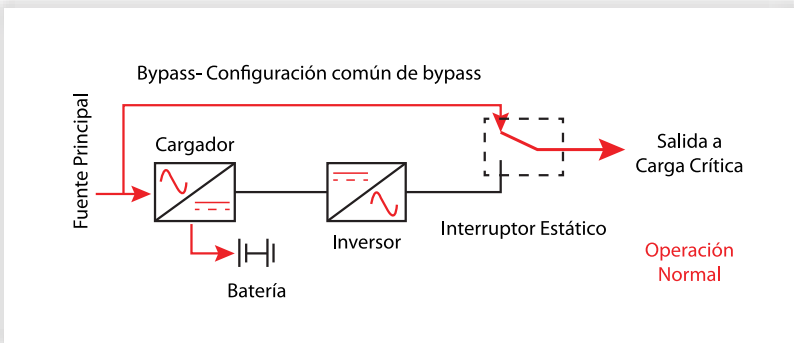 Bypass- Configuración común de bypass
Fuente Principal
Cargador
Salida a
Carga Crítica
Inversor
Interruptor Estático
Batería
Operación
Normal